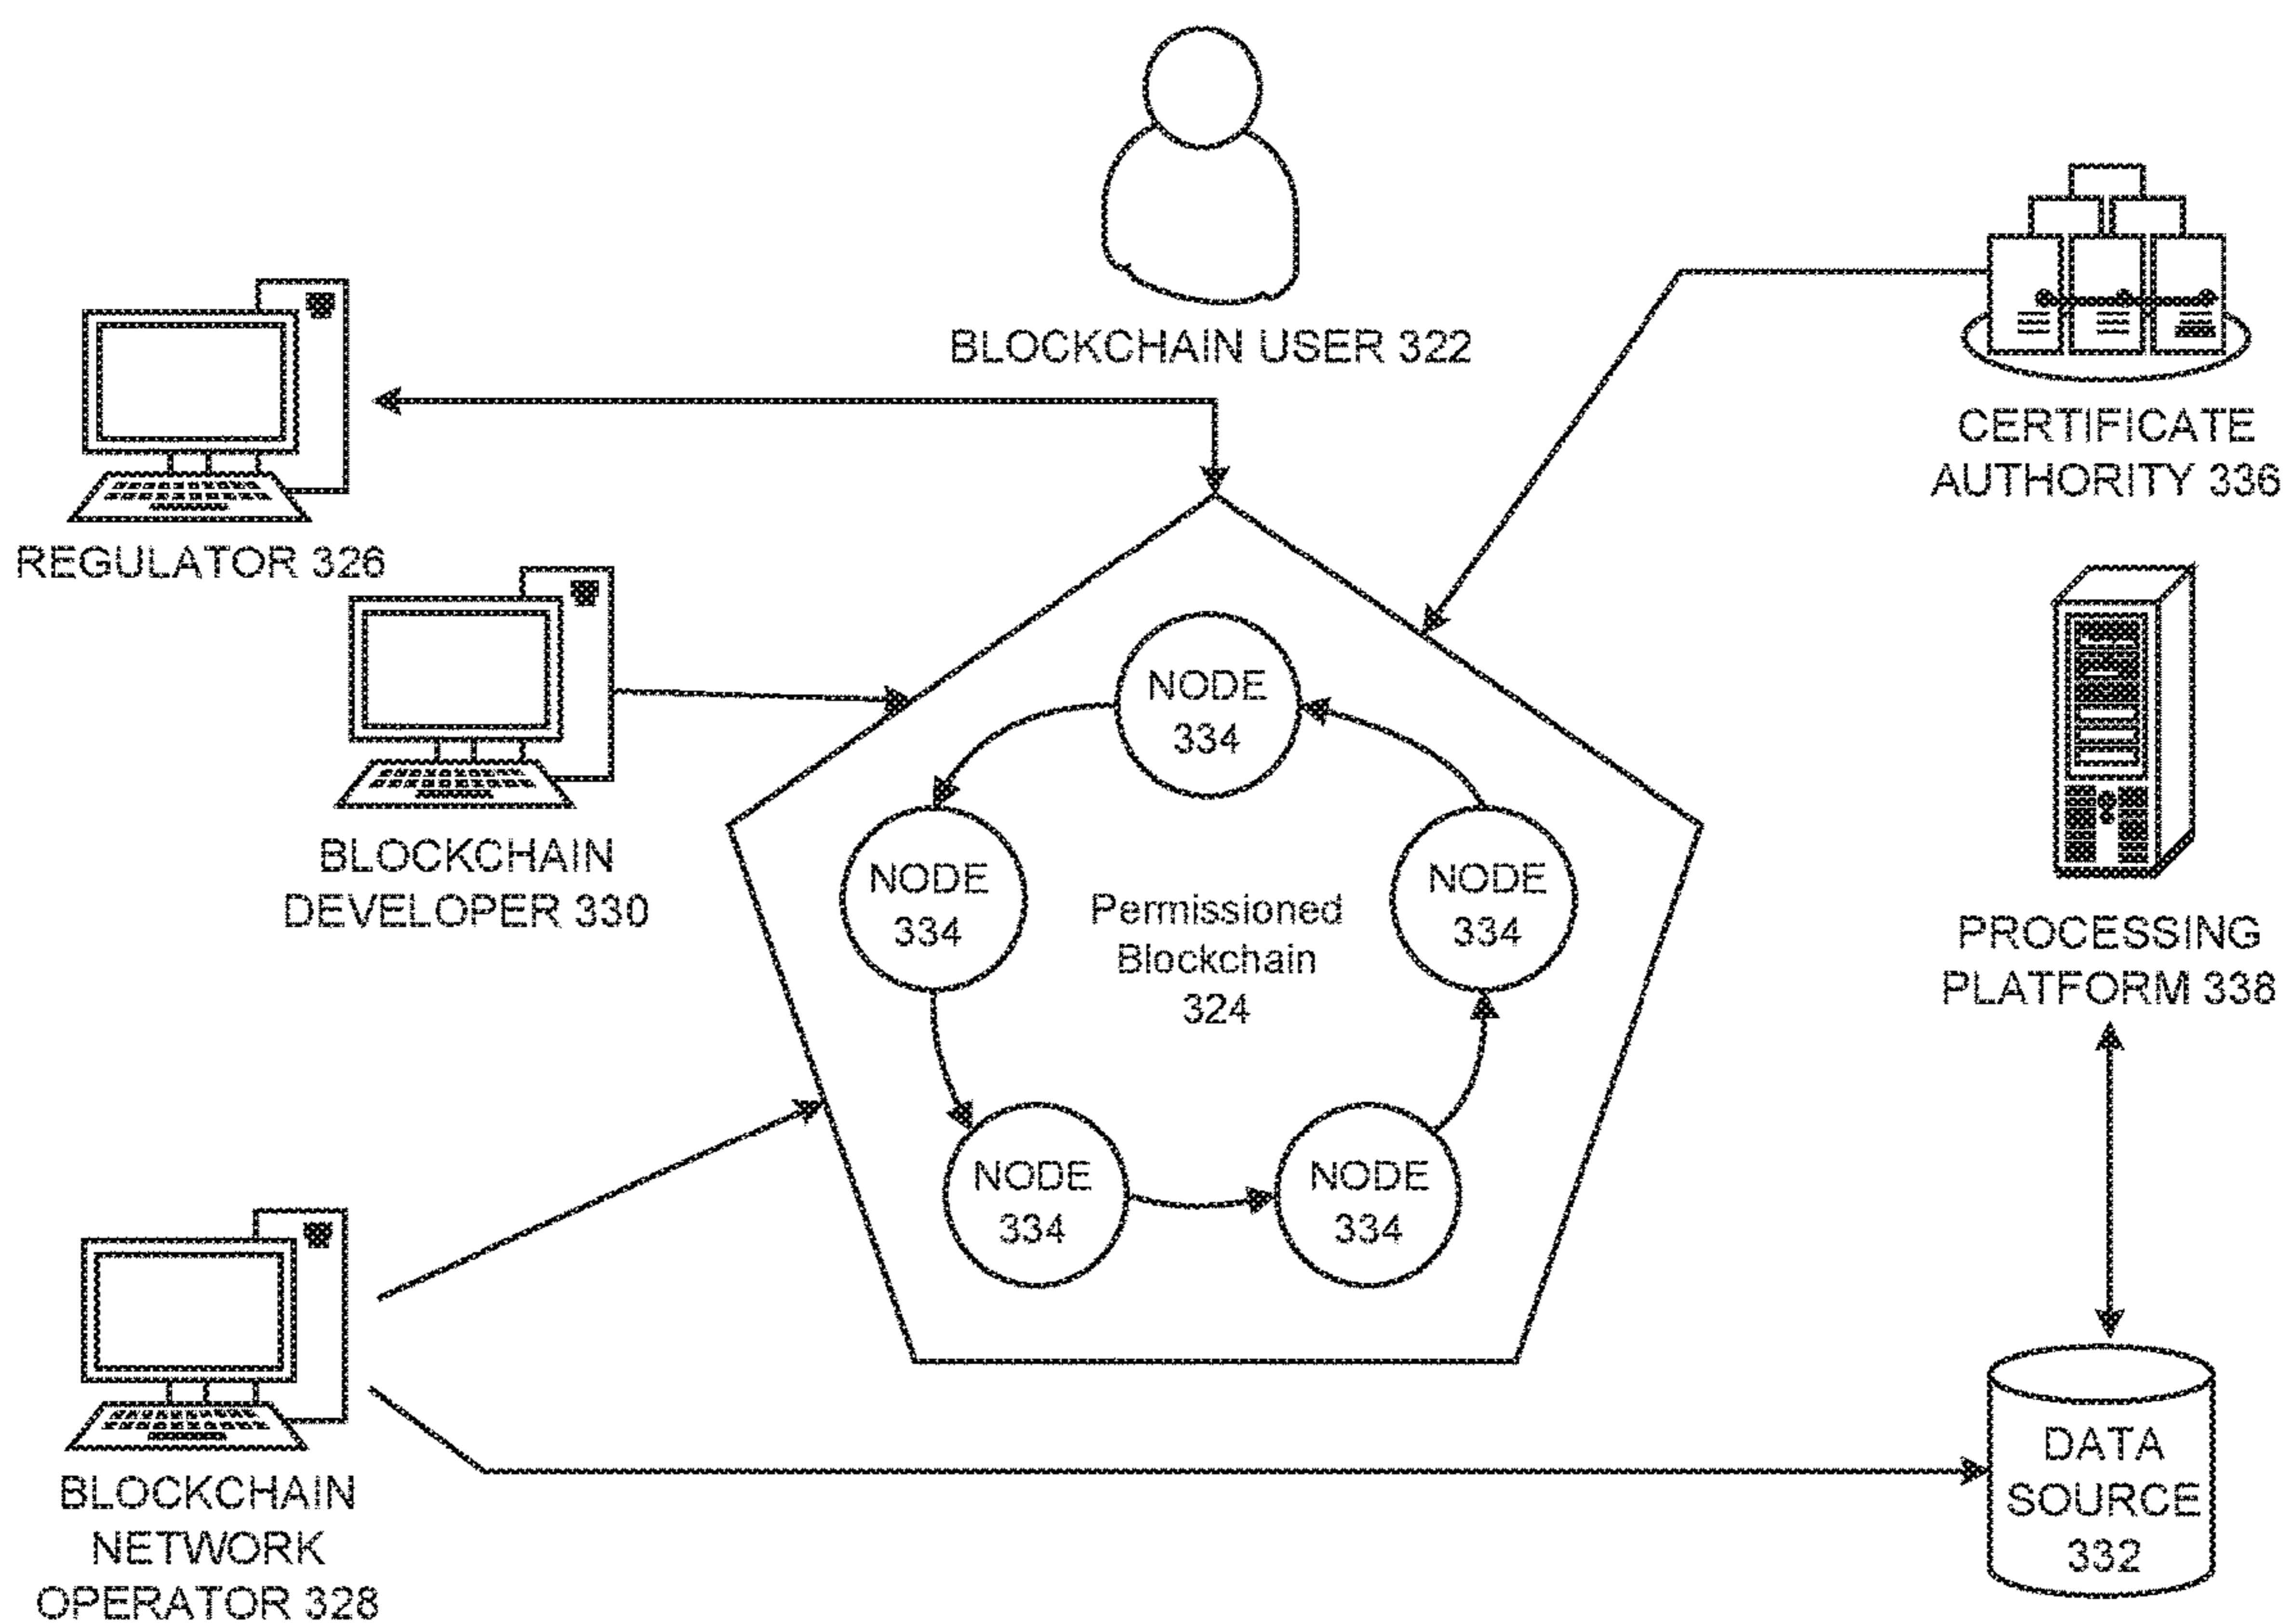 BLOCKCHAIN USER 322
CERTIFICATE
AUTHORITY 336
REGULATOR 326
BLOCKCHAIN
DEVELOPER 330
NODE
334
NODE
334
NODE
334
Permissioned
Blockchain
324
PROCESSING
PLATFORM 338
NODE
334
NODE
334
BLOCKCHAIN
NETWORK
OPERATOR 328
DATA
SOURCE
332